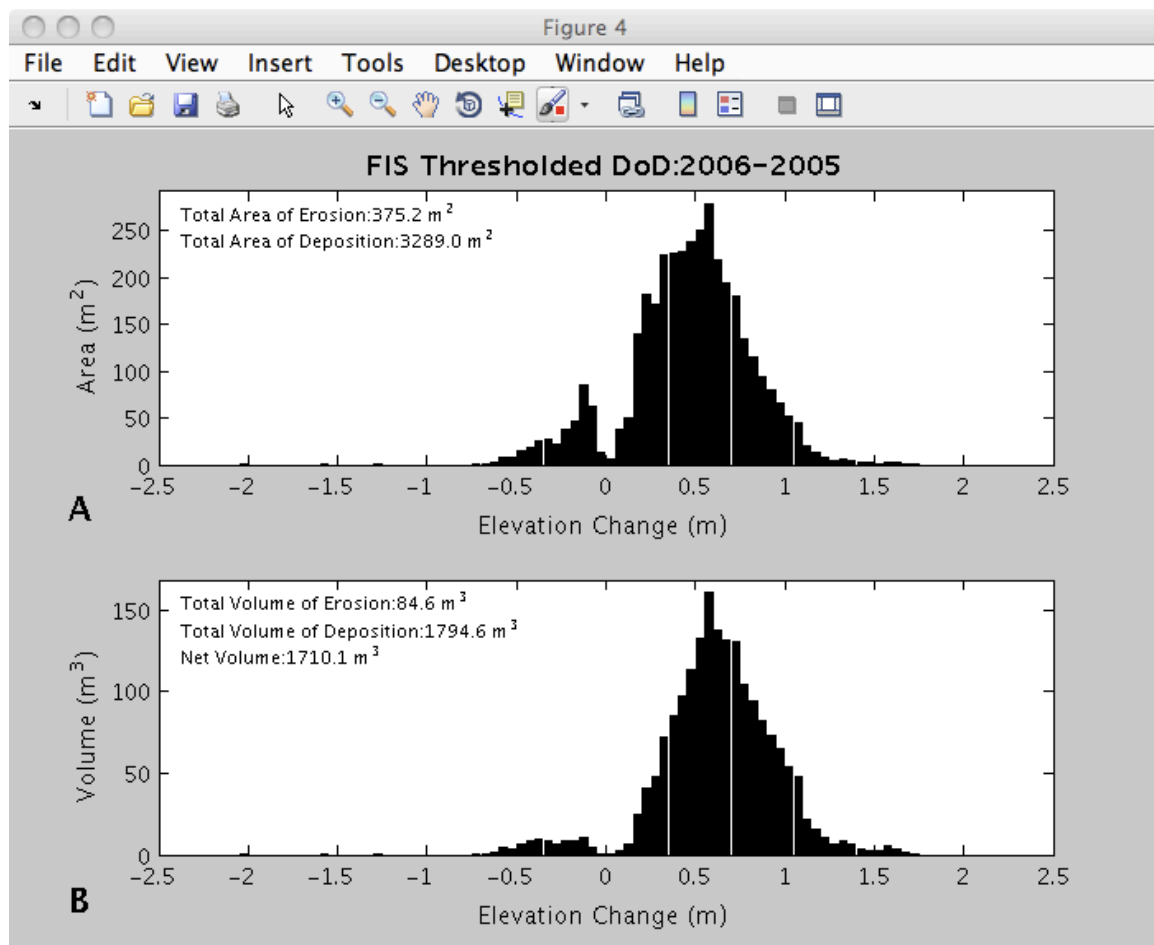 Figure 4
File Edit View Insert Tools Desktop Window Help
FIS Thresholded DoD:2006−2005
Total Area of Erosion:375.2 m²
Total Area of Deposition:3289.0 m²
Area (m²)
250
200
150
100
50
0
−2.5 −2 −1.5 −1 −0.5 0 0.5 1 1.5 2 2.5
A
Elevation Change (m)
Total Volume of Erosion:84.6 m³
Total Volume of Deposition:1794.6 m³
Net Volume:1710.1 m³
Volume (m³)
150
100
50
0
−2.5 −2 −1.5 −1 −0.5 0 0.5 1 1.5 2 2.5
B
Elevation Change (m)